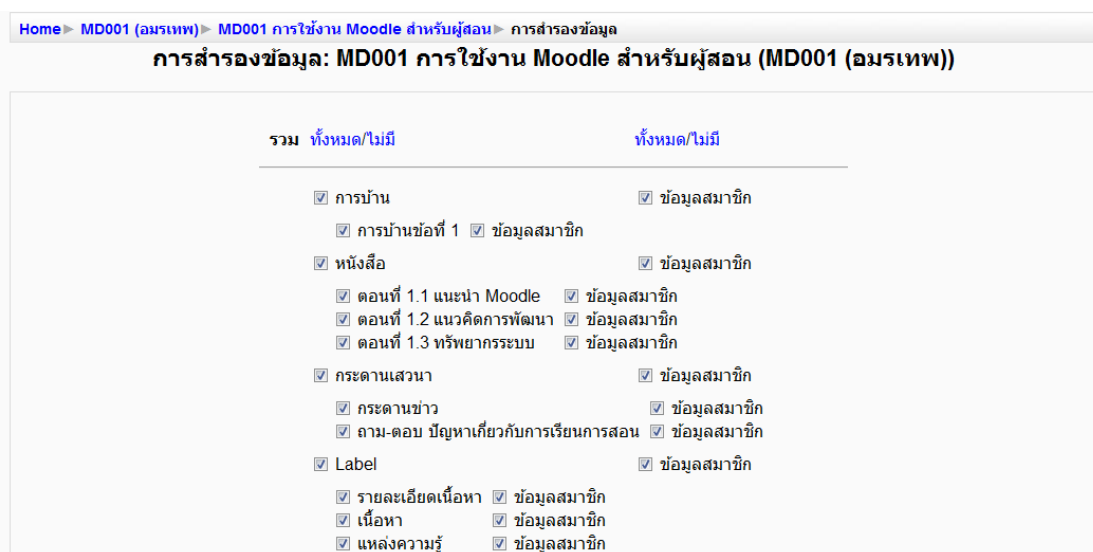 Home► MD001 (อมรเทพ)► MD001 การใช้งาน Moodle สำหรับผู้สอน► การสำรองข้อมูล
การสำรองข้อมูล: MD001 การใช้งาน Moodle สำหรับผู้สอน (MD001 (อมรเทพ))
รวม ทั้งหมด/ไม่มี ทั้งหมด/ไม่มี
การบ้าน ข้อมูลสมาชิก
การบ้านข้อที่ 1 ข้อมูลสมาชิก
หนังสือ ข้อมูลสมาชิก
ตอนที่ 1.1 แนะนำ Moodle ข้อมูลสมาชิก
ตอนที่ 1.2 แนวคิดการพัฒนา ข้อมูลสมาชิก
ตอนที่ 1.3 ทรัพยากรระบบ ข้อมูลสมาชิก
กระดานเสวนา ข้อมูลสมาชิก
กระดานข่าว ข้อมูลสมาชิก
ถาม-ตอบ ปัญหาเกี่ยวกับการเรียนการสอน ข้อมูลสมาชิก
Label ข้อมูลสมาชิก
รายละเอียดเนื้อหา ข้อมูลสมาชิก
เนื้อหา ข้อมูลสมาชิก
แหล่งความรู้ ข้อมูลสมาชิก